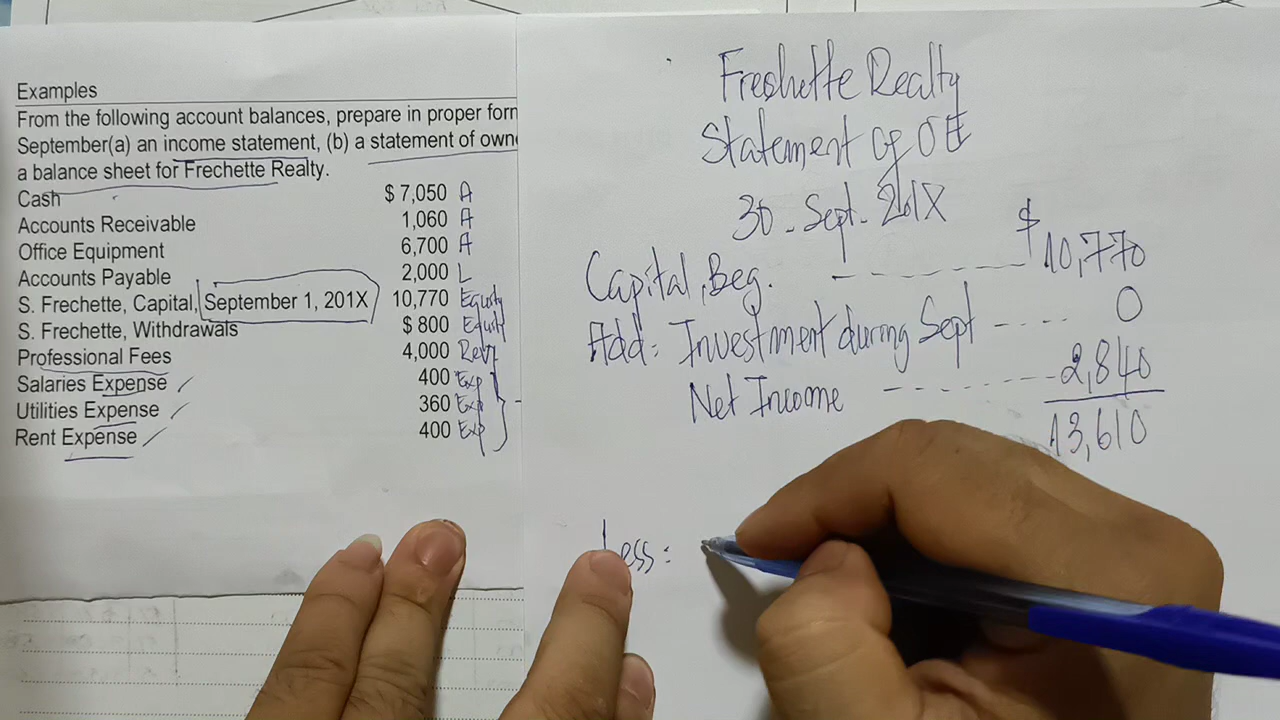 Examples
From the following account balances, prepare in proper form
September(a) an income statement, (b) a statement of own
a balance sheet for Frechette Realty.
Cash $ 7,050 A
Accounts Receivable 1,060 A
Office Equipment 6,700 A
Accounts Payable 2,000 L
S. Frechette, Capital, September 1, 201X 10,770 Equity
S. Frechette, Withdrawals $ 800 Equity
Professional Fees 4,000 Rev
Salaries Expense 400 Exp
Utilities Expense 360 Exp
Rent Expense 400 Exp
Freshette Realty
Statement of OE
30 - Sept. 201X
Capital, Beg. $ 10,770
Add: Investment during Sept 0
Net Income 2,840
13,610
Less: